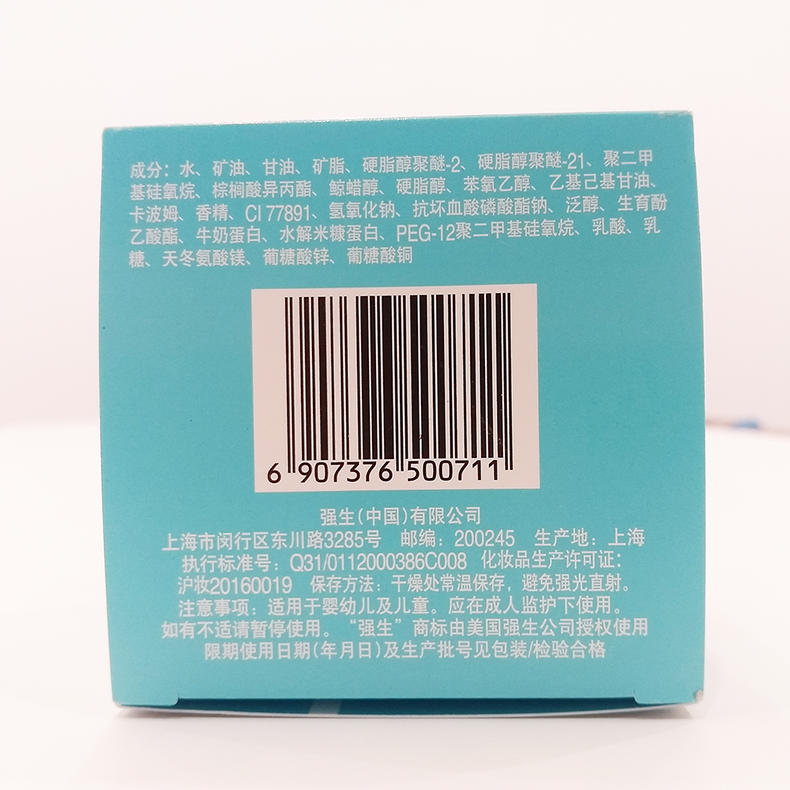 成分：水、矿油、甘油、矿脂、硬脂醇聚醚-2、硬脂醇聚醚-21、聚二甲
基硅氧烷、棕榈酸异丙酯、鲸蜡醇、硬脂醇、苯氧乙醇、乙基己基甘油、
卡波姆、香精、CI 77891、氢氧化钠、抗坏血酸磷酸酯钠、泛醇、生育酚
乙酸酯、牛奶蛋白、水解米糠蛋白、PEG-12聚二甲基硅氧烷、乳酸、乳
糖、天冬氨酸镁、葡糖酸锌、葡糖酸铜
6 907376 500711
强生(中国)有限公司
上海市闵行区东川路3285号 邮编：200245 生产地：上海
执行标准号：Q31/0112000386C008 化妆品生产许可证：
沪妆20160019 保存方法：干燥处常温保存，避免强光直射。
注意事项：适用于婴幼儿及儿童。应在成人监护下使用。
如有不适请暂停使用。“强生”商标由美国强生公司授权使用
限期使用日期(年月日)及生产批号见包装/检验合格